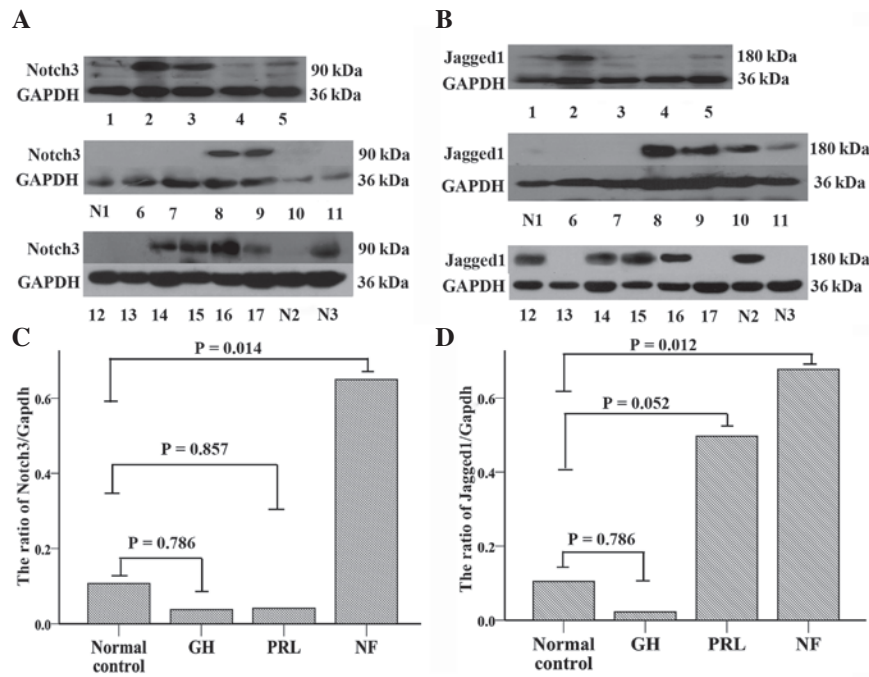 A
Notch3 90 kDa
GAPDH 36 kDa
1 2 3 4 5
Notch3 90 kDa
GAPDH 36 kDa
N1 6 7 8 9 10 11
Notch3 90 kDa
GAPDH 36 kDa
12 13 14 15 16 17 N2 N3
B
Jagged1 180 kDa
GAPDH 36 kDa
1 2 3 4 5
Jagged1 180 kDa
GAPDH 36 kDa
N1 6 7 8 9 10 11
Jagged1 180 kDa
GAPDH 36 kDa
12 13 14 15 16 17 N2 N3
C
The ratio of Notch3/Gapdh
0.6
0.4
0.2
0.0
P = 0.014
P = 0.857
P = 0.786
Normal control GH PRL NF
D
The ratio of Jagged1/Gapdh
0.6
0.4
0.2
0.0
P = 0.012
P = 0.052
P = 0.786
Normal control GH PRL NF